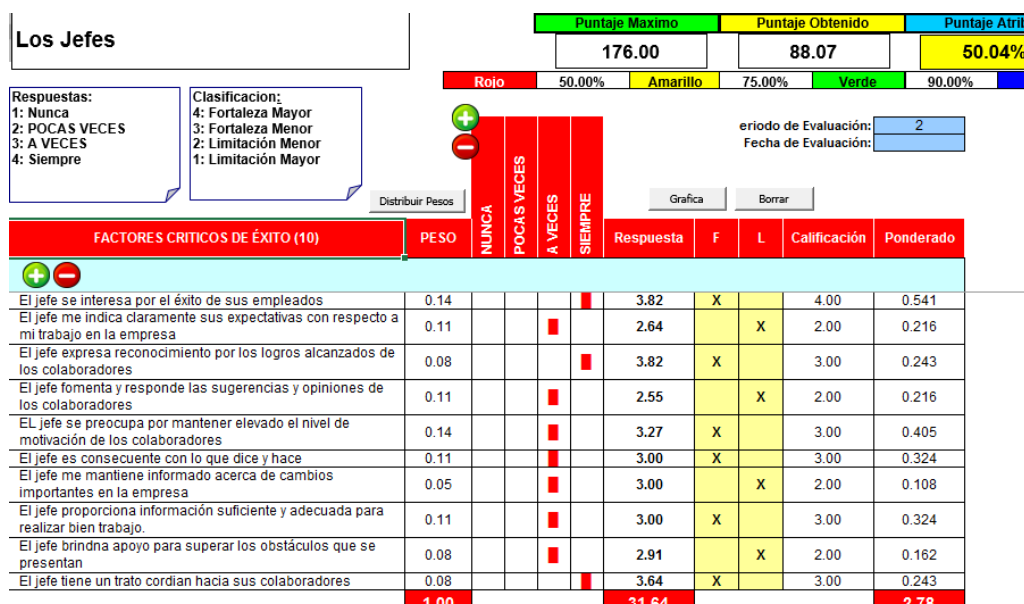 Los Jefes
Puntaje Maximo Puntaje Obtenido Puntaje Atrib
176.00 88.07 50.04%
Rojo 50.00% Amarillo 75.00% Verde 90.00%
Respuestas:
1: Nunca
2: POCAS VECES
3: A VECES
4: Siempre
Clasificacion:
4: Fortaleza Mayor
3: Fortaleza Menor
2: Limitación Menor
1: Limitación Mayor
eriodo de Evaluación: 2
Fecha de Evaluación:
Distribuir Pesos
Grafica Borrar
FACTORES CRITICOS DE ÉXITO (10) PESO NUNCA POCAS VECES A VECES SIEMPRE Respuesta F L Calificación Ponderado
El jefe se interesa por el éxito de sus empleados 0.14 3.82 X 4.00 0.541
El jefe me indica claramente sus expectativas con respecto a
mi trabajo en la empresa 0.11 2.64 X 2.00 0.216
El jefe expresa reconocimiento por los logros alcanzados de
los colaboradores 0.08 3.82 X 3.00 0.243
El jefe fomenta y responde las sugerencias y opiniones de
los colaboradores 0.11 2.55 X 2.00 0.216
EL jefe se preocupa por mantener elevado el nivel de
motivación de los colaboradores 0.14 3.27 X 3.00 0.405
El jefe es consecuente con lo que dice y hace 0.11 3.00 X 3.00 0.324
El jefe me mantiene informado acerca de cambios
importantes en la empresa 0.05 3.00 X 2.00 0.108
El jefe proporciona información suficiente y adecuada para
realizar bien trabajo. 0.11 3.00 X 3.00 0.324
El jefe brindna apoyo para superar los obstáculos que se
presentan 0.08 2.91 X 2.00 0.162
El jefe tiene un trato cordian hacia sus colaboradores 0.08 3.64 X 3.00 0.243
1.00 31.64 2.78